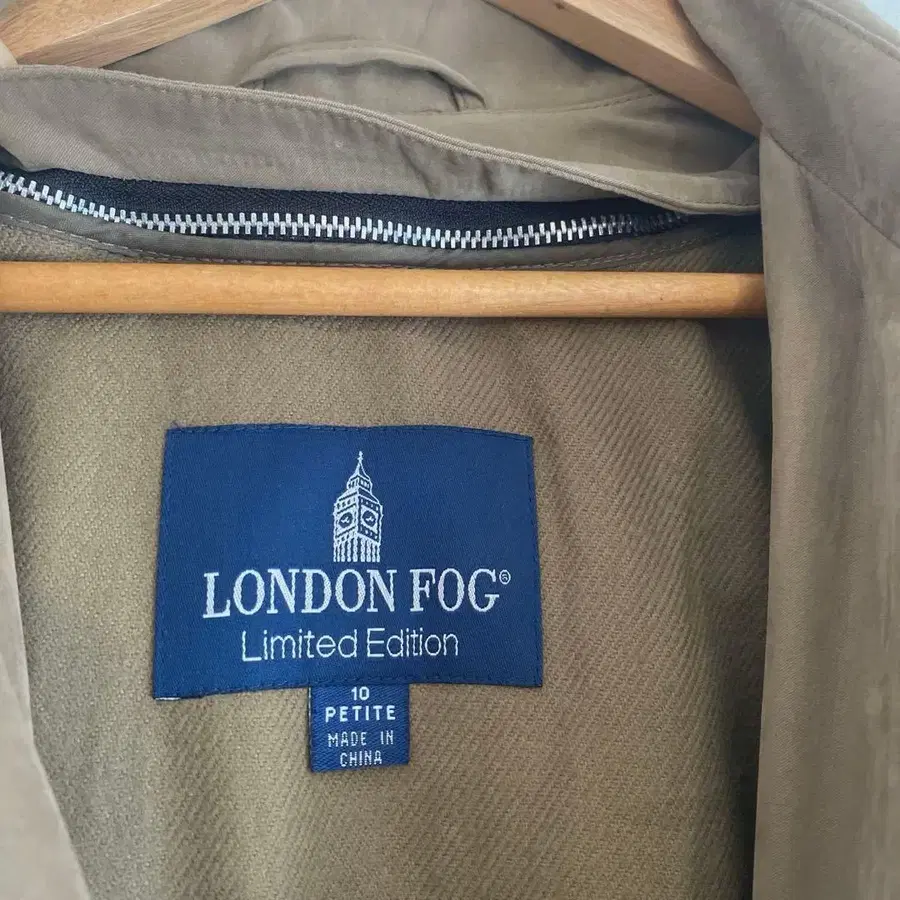 LONDON FOG®
Limited Edition
10
PETITE
MADE IN
CHINA